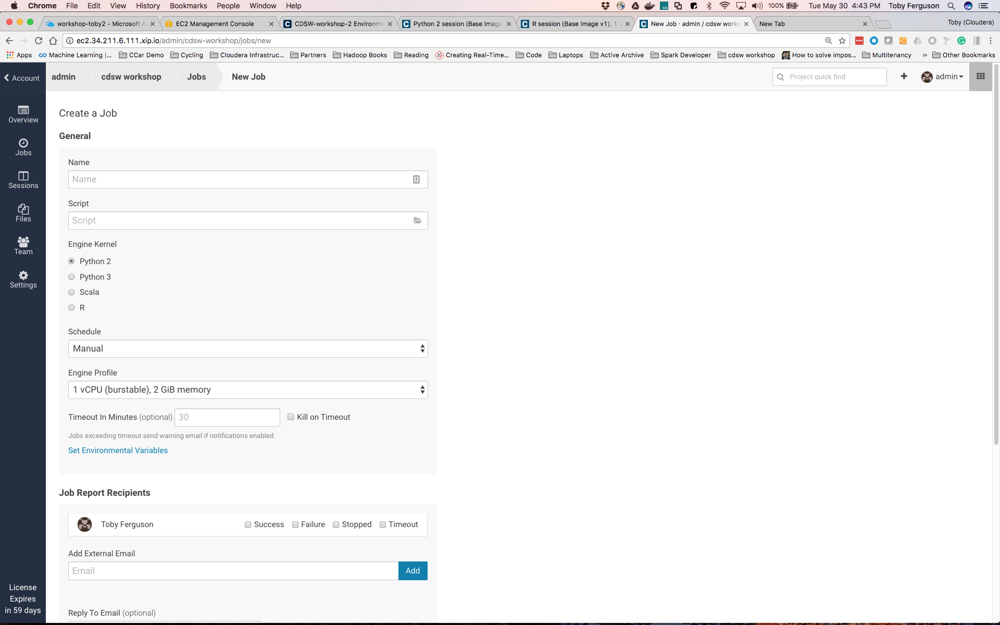 Chrome File Edit View History Bookmarks People Window Help 100% Tue May 30 4:43 PM Toby Ferguson
workshop-toby2 - Microsoft A EC2 Management Console CDSW-workshop-2 Environme Python 2 session (Base Image R session (Base Image v1), 1 v New Job · admin / cdsw works New Tab Toby (Cloudera)
ec2.34.211.6.111.xip.io/admin/cdsw-workshop/jobs/new
Apps Machine Learning |... CCar Demo Cycling Cloudera Infrastruc... Partners Hadoop Books Reading Creating Real-Time... Code Laptops Active Archive Spark Developer cdsw workshop How to solve impos... Multitenancy » Other Bookmarks
Account admin cdsw workshop Jobs New Job Project quick find admin
Overview
Jobs
Sessions
Files
Team
Settings
License
Expires
in 59 days
Create a Job
General
Name
Name
Script
Script
Engine Kernel
Python 2
Python 3
Scala
R
Schedule
Manual
Engine Profile
1 vCPU (burstable), 2 GiB memory
Timeout In Minutes (optional) 30 Kill on Timeout
Jobs exceeding timeout send warning email if notifications enabled.
Set Environmental Variables
Job Report Recipients
Toby Ferguson Success Failure Stopped Timeout
Add External Email
Email Add
Reply To Email (optional)